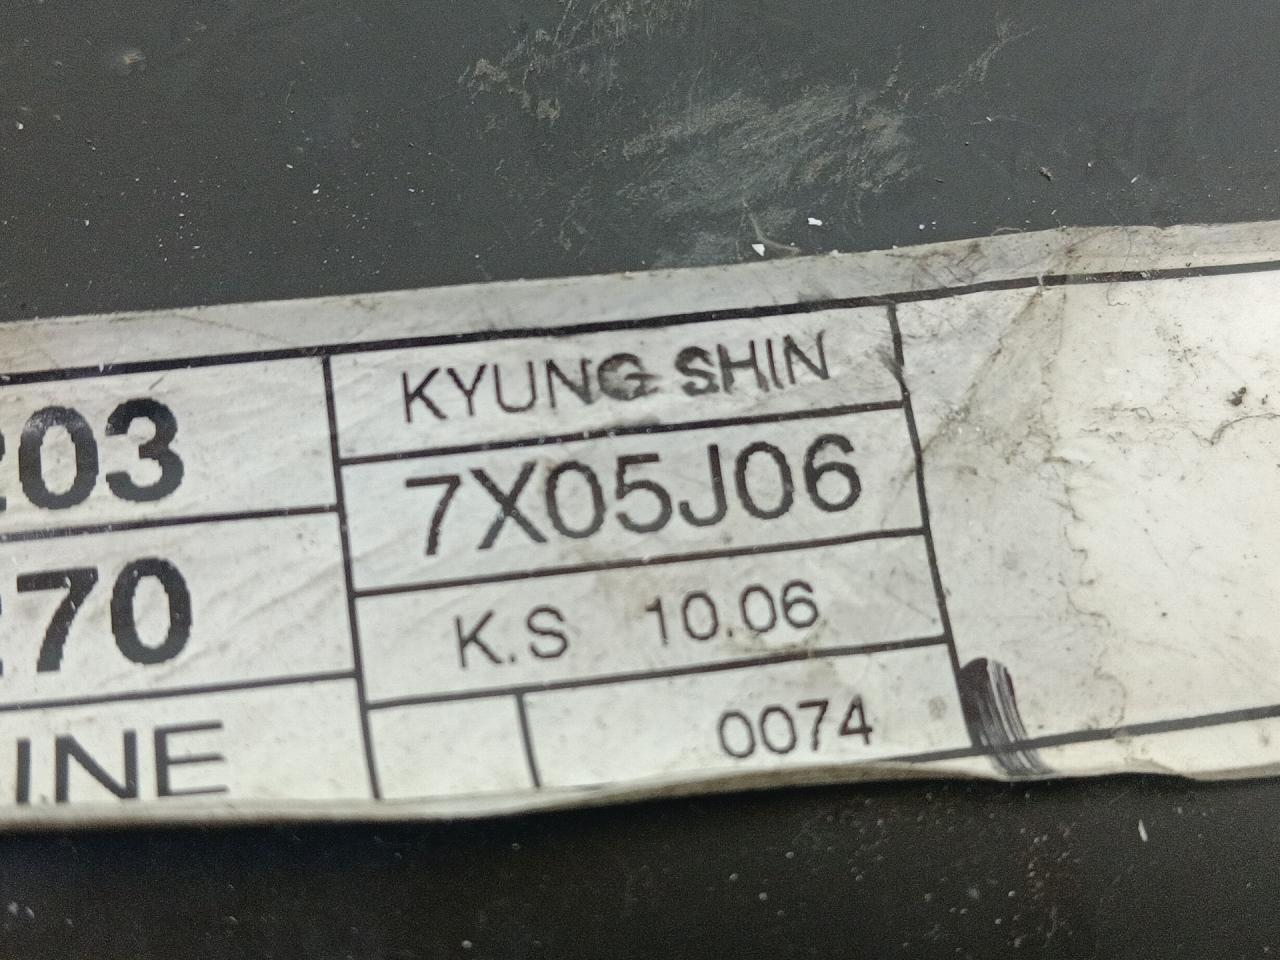 203
KYUNG SHIN
7X05J06
270
K.S 10.06
INE
0074